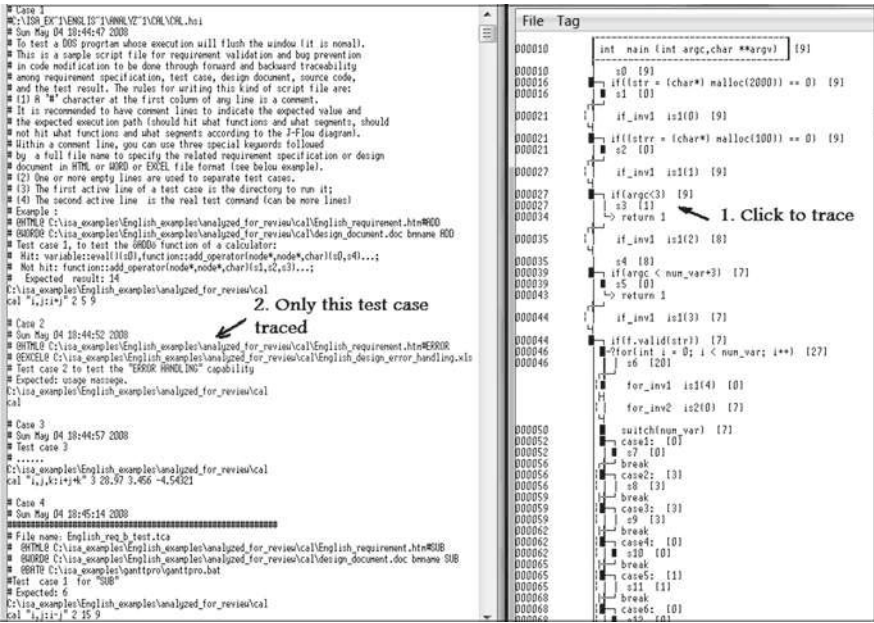 # Case 1
#C:\ISA_EX~1\ENGLIS~1\ANALYZ~1\CAL\CAL.hsi
# Sun May 04 18:44:47 2008
# To test a DOS progrtam whose execution will flush the window (it is nomal).
# This is a sample script file for requirement validation and bug prevention
# in code modification to be done through forward and backward traceability
# among requirement specification, test case, design document, source code,
# and the test result. The rules for writing this kind of script file are:
# (1) A '#' character at the first column of any line is a comment.
# It is recommended to have comment lines to indicate the expected value and
# the expected execution path (should hit what functions and what segments, should
# not hit what functions and what segments according to the J-Flow diagram).
# Within a comment line, you can use three special keywords followed
# by a full file name to specify the related requirement specification or design
# document in HTML or WORD or EXCEL file format (see below example).
# (2) One or more empty lines are used to separate test cases.
# (3) The first active line of a test case is the directory to run it;
# (4) The second active line is the real test command (can be more lines)
# Example :
# @HTML@ C:\isa_examples\English_examples\analyzed_for_review\cal\English_requirement.htm#ADD
# @WORD@ C:\isa_examples\English_examples\analyzed_for_review\cal\design_document.doc bmname ADD
# Test case 1, to test the function of a calculator:
# Hit: variable::eval()(s0),function::add_operator(node*,node*,char)(s0,s4)...;
# Not hit: function::add_operator(node*,node*,char)(s1,s2,s3)...;
# Expected result: 14
C:\isa_examples\English_examples\analyzed_for_review\cal
cal "i,j:i+j" 2 5 9
2. Only this test case
traced
# Case 2
# Sun May 04 18:44:52 2008
# @HTML@ C:\isa_examples\English_examples\analyzed_for_review\cal\English_requirement.htm#ERROR
# @EXCEL@ C:\isa_examples\English_examples\analyzed_for_review\cal\English_design_error_handling.xls
# Test case 2 to test the "ERROR HANDLING" capability
# Expected: usage massege.
C:\isa_examples\English_examples\analyzed_for_review\cal
cal
# Case 3
# Sun May 04 18:44:57 2008
# Test case 3
# ......
C:\isa_examples\English_examples\analyzed_for_review\cal
cal "i,j,k:i+j+k" 3 28.97 3.456 -4.54321
# Case 4
# Sun May 04 18:45:14 2008
# File name: English_req_b_test.tca
# @HTML@ C:\isa_examples\English_examples\analyzed_for_review\cal\English_requirement.htm#SUB
# @WORD@ C:\isa_examples\English_examples\analyzed_for_review\cal\design_document.doc bmname SUB
# @BAT@ C:\isa_examples\ganttpro\ganttpro.bat
#Test case 1 for "SUB"
# Expected: 6
C:\isa_examples\English_examples\analyzed_for_review\cal
cal "i,j:i-j" 2 15 9
File Tag
000010 int main (int argc,char **argv) [9]
000010 s0 [9]
000016 if((str = (char*) malloc(2000)) == 0) [9]
000016 s1 [0]
000021 if_inv1 is1(0) [9]
000021 if((strr = (char*) malloc(100)) == 0) [9]
000021 s2 [0]
000027 if_inv1 is1(1) [9]
000027 if(argc<3) [9]
000027 s3 [1]
000034 return 1
1. Click to trace
000035 if_inv1 is1(2) [8]
000035 s4 [8]
000039 if(argc < num_var+3) [7]
000039 s5 [0]
000043 return 1
000044 if_inv1 is1(3) [7]
000044 if(f.valid(str)) [7]
000046 ?for(int i = 0; i < num_var; i++) [27]
000046 s6 [20]
for_inv1 is1(4) [0]
for_inv2 is2(0) [7]
000050 switch(num_var) [7]
000052 case1: [0]
000052 s7 [0]
000056 break
000056 case2: [3]
000056 s8 [3]
000059 break
000059 case3: [3]
000059 s9 [3]
000062 break
000062 case4: [0]
000062 s10 [0]
000065 break
000065 case5: [1]
000065 s11 [1]
000068 break
000068 case6: [0]
000068 s12 [0]